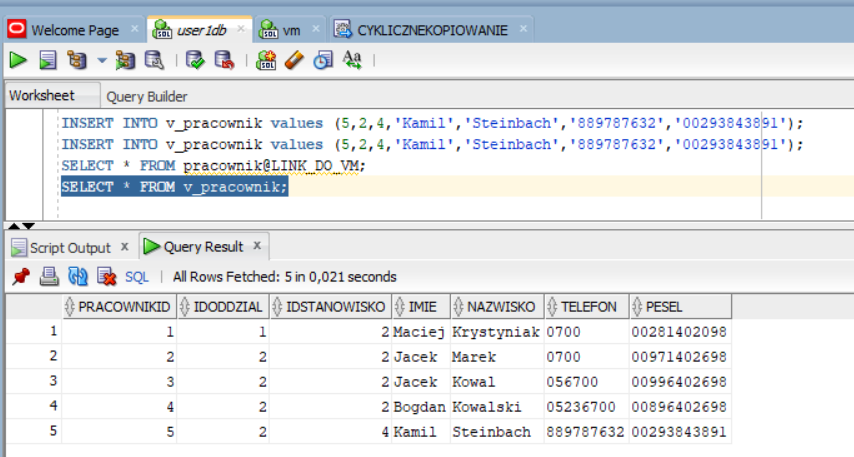 Welcome Page user1db vm CYKLICZNEKOPIOWANIE
Worksheet Query Builder
INSERT INTO v_pracownik values (5,2,4,'Kamil','Steinbach','889787632','00293843891');
INSERT INTO v_pracownik values (5,2,4,'Kamil','Steinbach','889787632','00293843891');
SELECT * FROM pracownik@LINK_DO_VM;
SELECT * FROM v_pracownik;
Script Output x Query Result x
SQL | All Rows Fetched: 5 in 0,021 seconds
PRACOWNIKID IDODDZIAL IDSTANOWISKO IMIE NAZWISKO TELEFON PESEL
1 1 1 2 Maciej Krystyniak 0700 00281402098
2 2 2 2 Jacek Marek 0700 00971402698
3 3 2 2 Jacek Kowal 056700 00996402698
4 4 2 2 Bogdan Kowalski 05236700 00896402698
5 5 2 4 Kamil Steinbach 889787632 00293843891